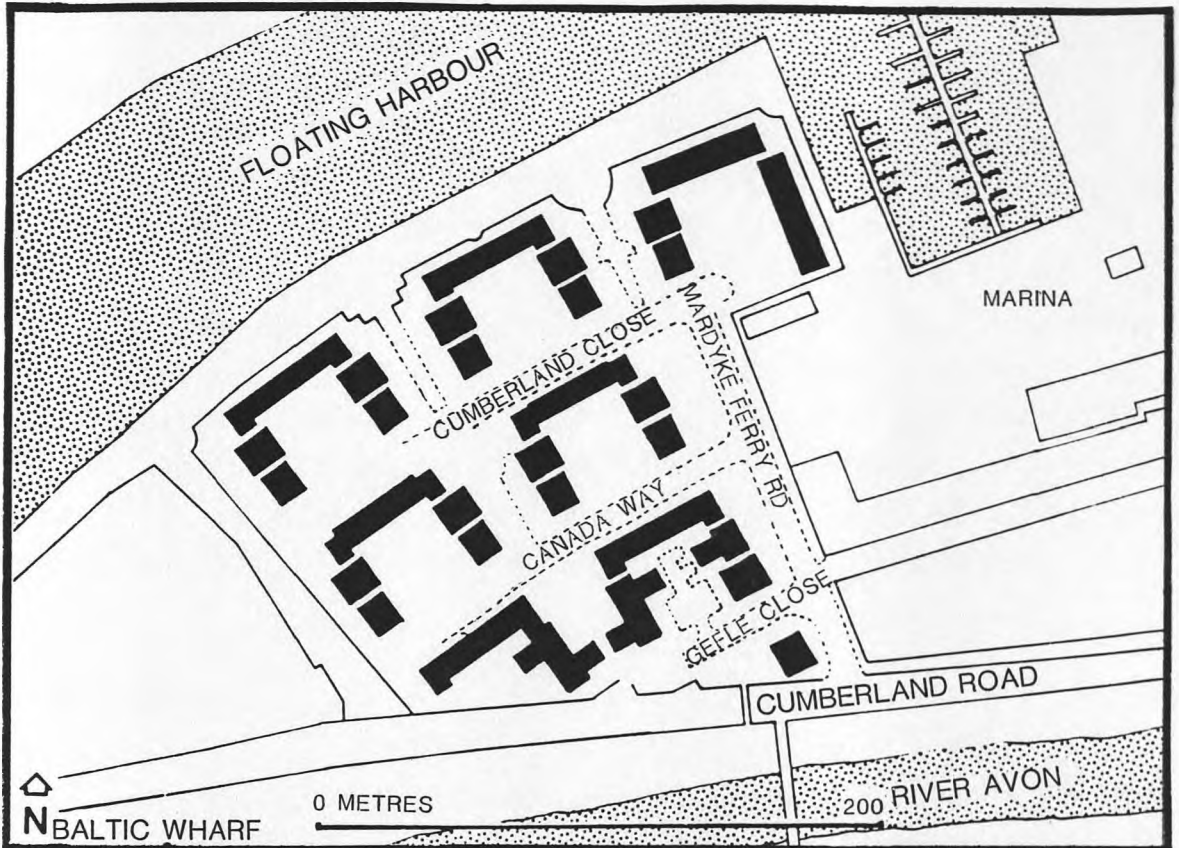 FLOATING HARBOUR
MARINA
MARDYKE FERRY RD
CUMBERLAND CLOSE
CANADA WAY
GEFLE CLOSE
CUMBERLAND ROAD
RIVER AVON
0 METRES 200
N BALTIC WHARF